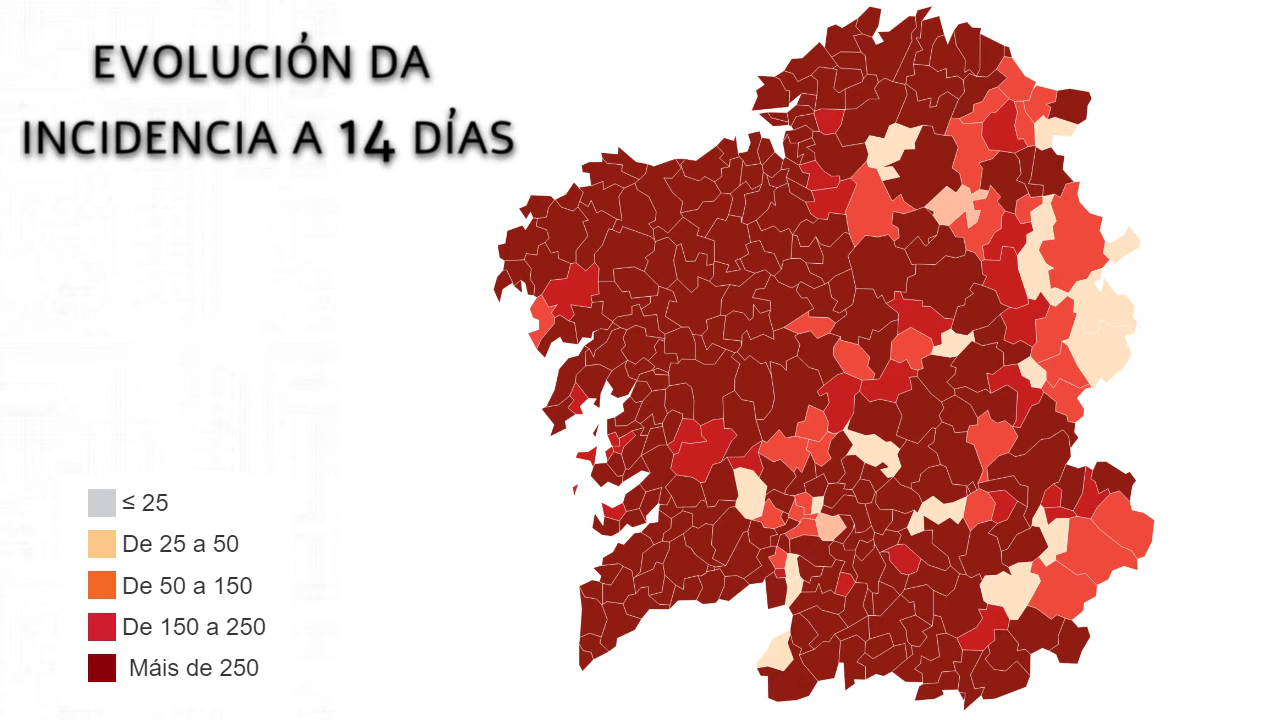 EVOLUCIÓN DA
INCIDENCIA A 14 DÍAS
≤ 25
De 25 a 50
De 50 a 150
De 150 a 250
Máis de 250